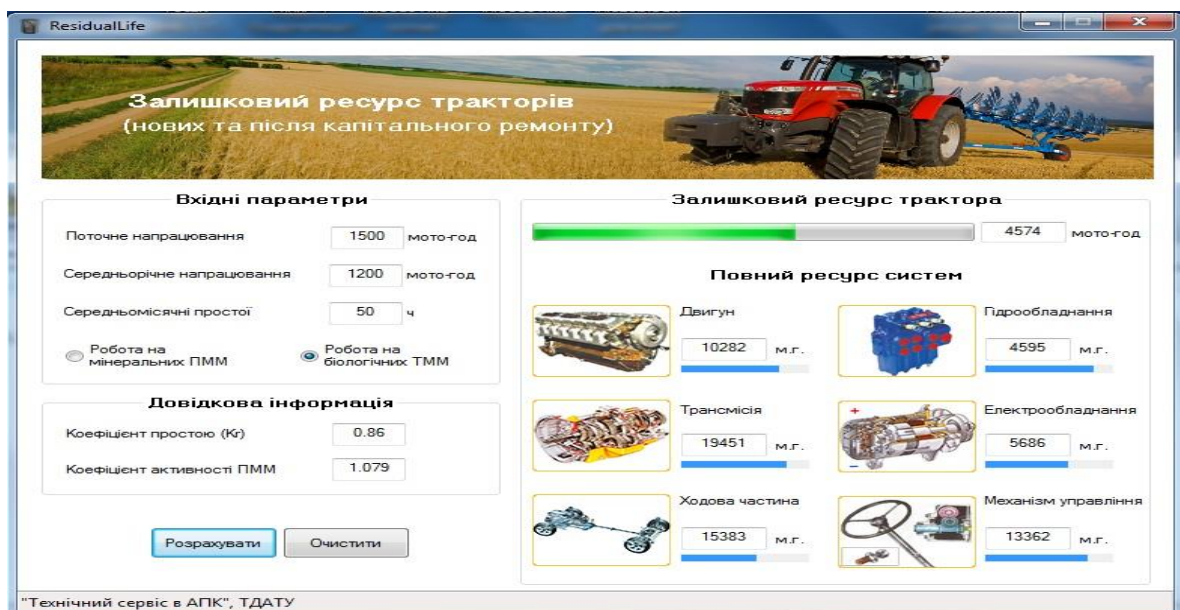 ResidualLife
Залишковий ресурс тракторів
(нових та після капітального ремонту)
Вхідні параметри
Поточне напрацювання 1500 мото-год
Середньорічне напрацювання 1200 мото-год
Середньомісячні простої 50 ч
Робота на
мінеральних ПММ
Робота на
біологічних ТММ
Довідкова інформація
Коефіцієнт простою (Kr) 0.86
Коефіцієнт активності ПММ 1.079
Розрахувати Очистити
Залишковий ресурс трактора
4574 мото-год
Повний ресурс систем
Двигун
10282 м.г.
Гідрообладнання
4595 м.г.
Трансмісія
19451 м.г.
Електрообладнання
5686 м.г.
Ходова частина
15383 м.г.
Механізм управління
13362 м.г.
"Технічний сервіс в АПК", ТДАТУ